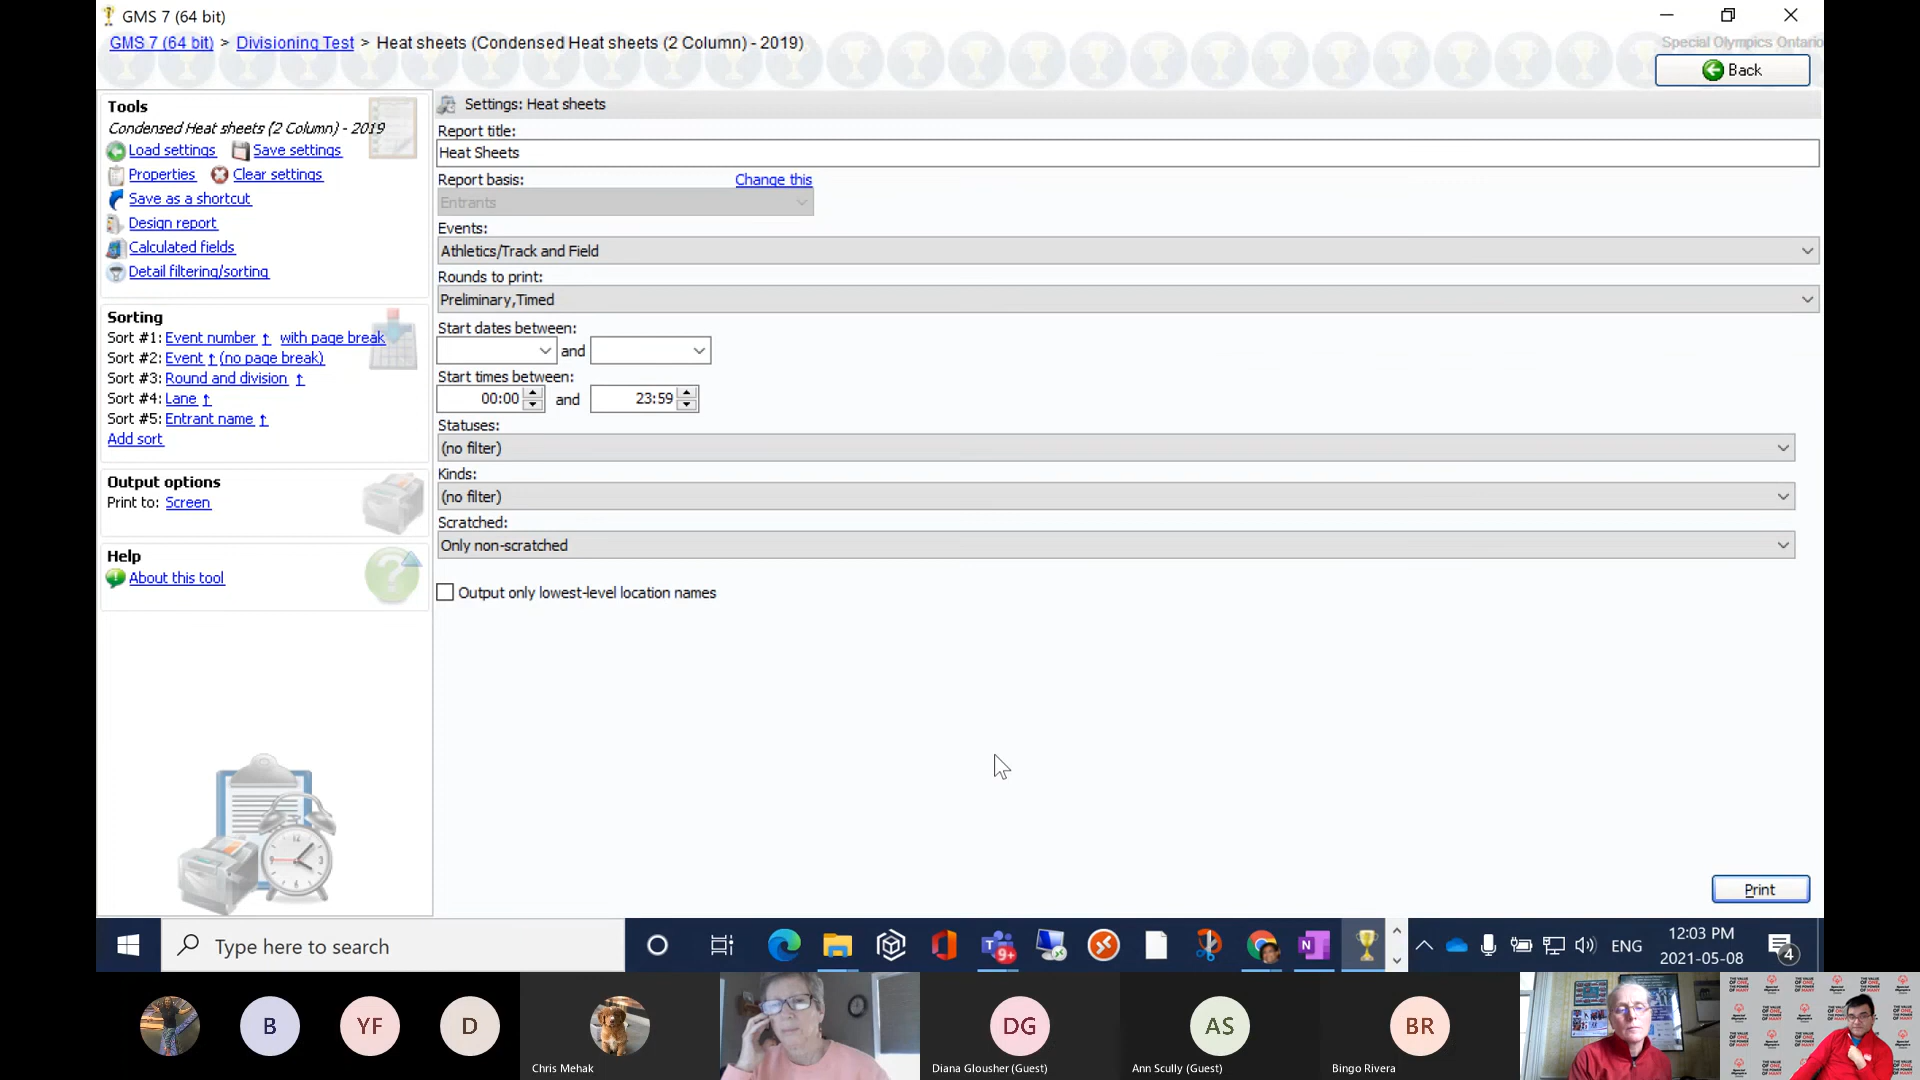 GMS 7 (64 bit)
GMS 7 (64 bit) > Divisioning Test > Heat sheets (Condensed Heat sheets (2 Column) - 2019)
Special Olympics Ontario
Back
Tools
Condensed Heat sheets (2 Column) - 2019
Load settings Save settings
Properties Clear settings
Save as a shortcut
Design report
Calculated fields
Detail filtering/sorting
Sorting
Sort #1: Event number ↑ with page break
Sort #2: Event ↑ (no page break)
Sort #3: Round and division ↑
Sort #4: Lane ↑
Sort #5: Entrant name ↑
Add sort
Output options
Print to: Screen
Help
About this tool
Settings: Heat sheets
Report title:
Heat Sheets
Report basis: Change this
Entrants
Events:
Athletics/Track and Field
Rounds to print:
Preliminary,Timed
Start dates between:
and
Start times between:
00:00 and 23:59
Statuses:
(no filter)
Kinds:
(no filter)
Scratched:
Only non-scratched
Output only lowest-level location names
Print
Type here to search
9+
N
ENG
12:03 PM
2021-05-08
4
B
YF
D
Chris Mehak
DG
Diana Glousher (Guest)
AS
Ann Scully (Guest)
BR
Bingo Rivera